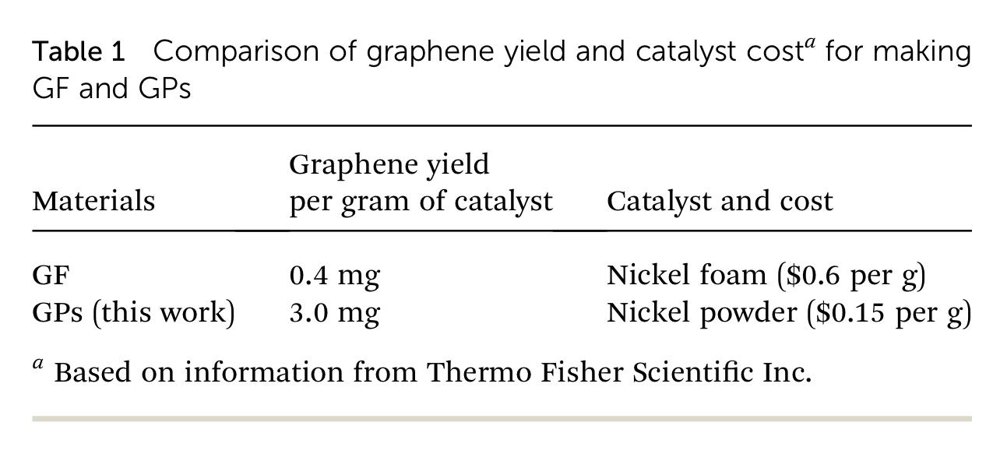 Table 1 Comparison of graphene yield and catalyst costᵃ for making
GF and GPs
Graphene yield
Materials per gram of catalyst Catalyst and cost
GF 0.4 mg Nickel foam ($0.6 per g)
GPs (this work) 3.0 mg Nickel powder ($0.15 per g)
ᵃ Based on information from Thermo Fisher Scientific Inc.